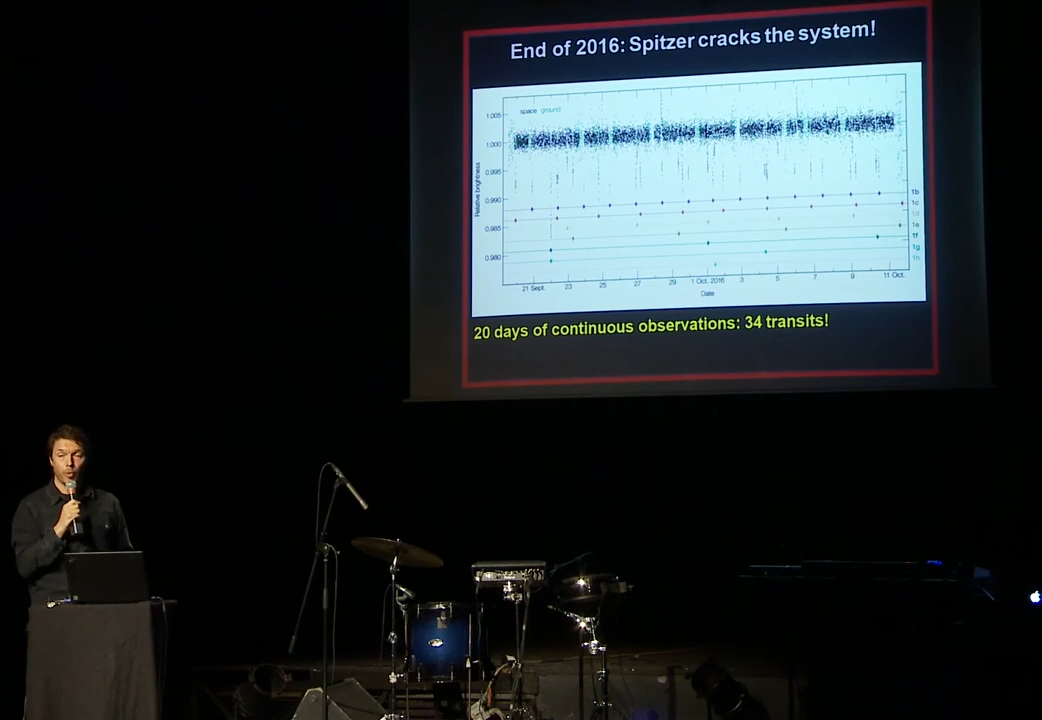 End of 2016: Spitzer cracks the system!
space ground
1.005
1.000
0.995
0.990
0.985
0.980
Relative brightness
1b
1c
1d
1e
1f
1g
1h
21 Sept. 23 25 27 29 1 Oct. 2016 3 5 7 9 11 Oct.
Date
20 days of continuous observations: 34 transits!